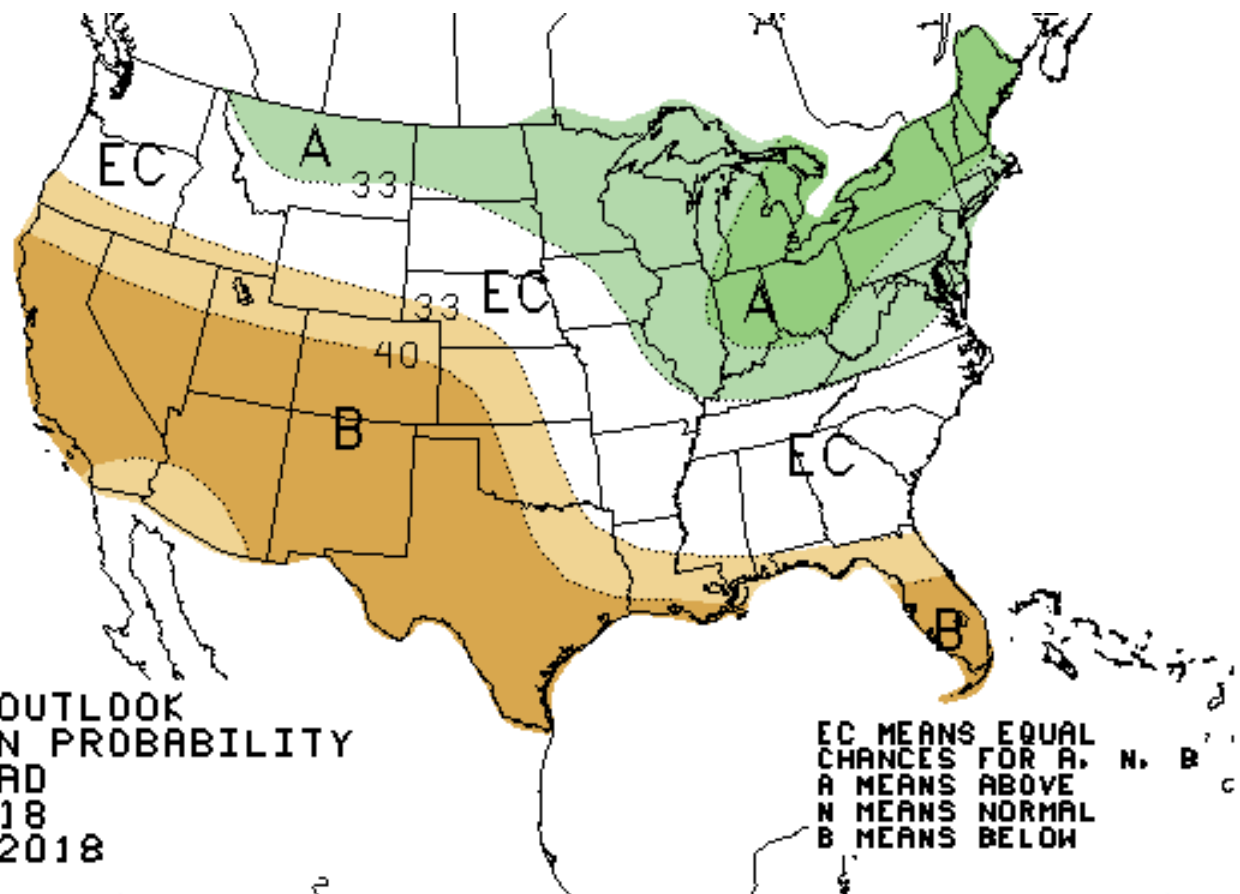 A
EC
33
EC
33
A
40
B
EC
B
OUTLOOK
N PROBABILITY
AD
18
2018
EC MEANS EQUAL
CHANCES FOR A, N, B
A MEANS ABOVE
N MEANS NORMAL
B MEANS BELOW